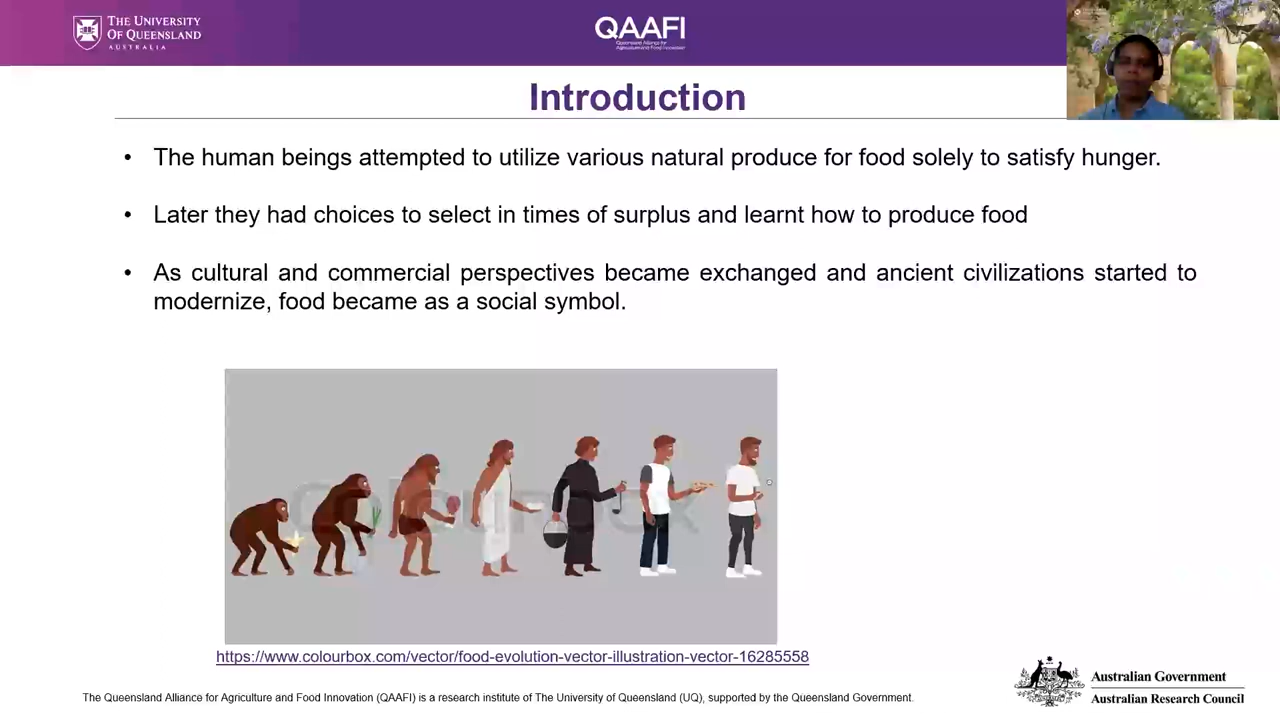 THE UNIVERSITY
OF QUEENSLAND
AUSTRALIA
QAAFI
Queensland Alliance for
Agriculture and Food Innovation
Introduction
• The human beings attempted to utilize various natural produce for food solely to satisfy hunger.
• Later they had choices to select in times of surplus and learnt how to produce food
• As cultural and commercial perspectives became exchanged and ancient civilizations started to
modernize, food became as a social symbol.
colourbox
https://www.colourbox.com/vector/food-evolution-vector-illustration-vector-16285558
The Queensland Alliance for Agriculture and Food Innovation (QAAFI) is a research institute of The University of Queensland (UQ), supported by the Queensland Government.
Australian Government
Australian Research Council